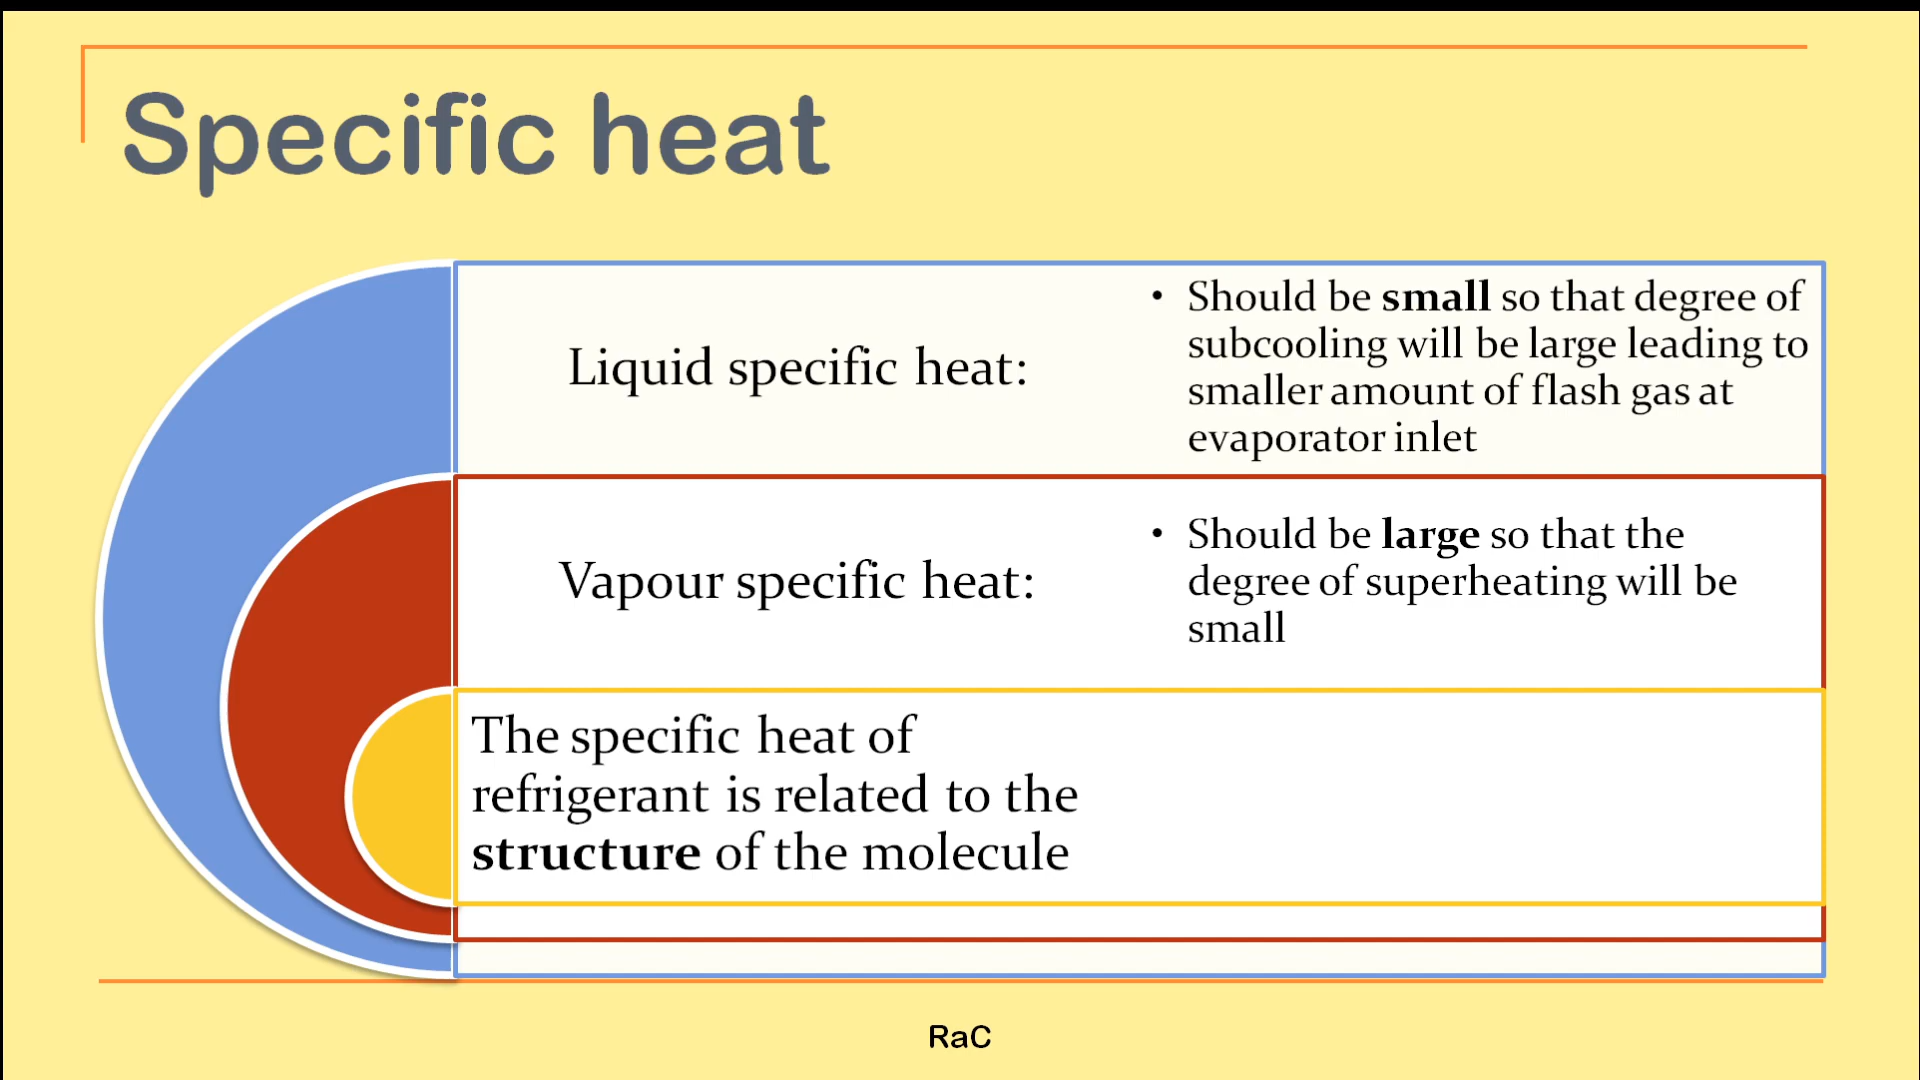 Specific heat
Liquid specific heat:
• Should be small so that degree of
subcooling will be large leading to
smaller amount of flash gas at
evaporator inlet
Vapour specific heat:
• Should be large so that the
degree of superheating will be
small
The specific heat of
refrigerant is related to the
structure of the molecule
RaC